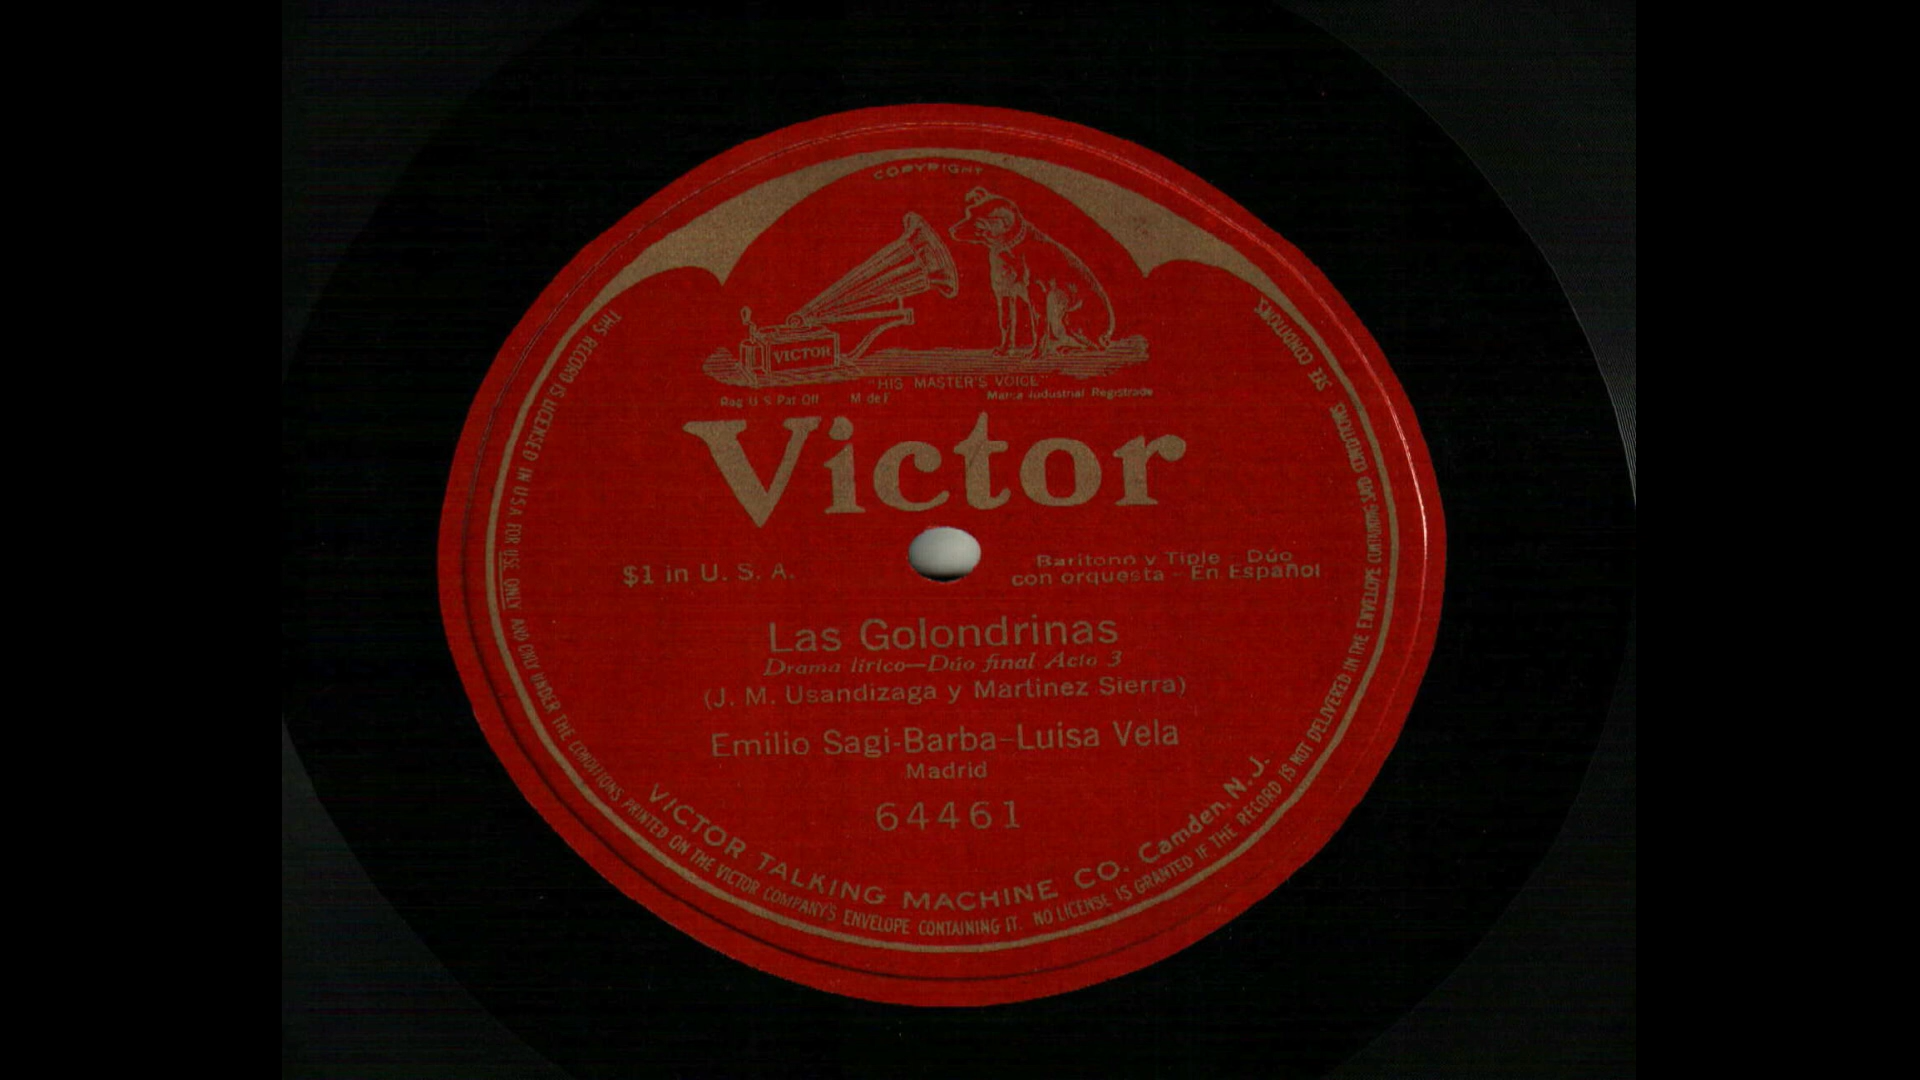 COPYRIGHT
VICTOR
"HIS MASTER'S VOICE"
Reg U S Pat Off M de F Marca Industrial Registrada
Victor
$1 in U. S. A.
Barítono y Tiple - Dúo
con orquesta - En Español
Las Golondrinas
Drama lírico—Dúo final Acto 3
(J. M. Usandizaga y Martinez Sierra)
Emilio Sagi-Barba–Luisa Vela
Madrid
64461
VICTOR TALKING MACHINE CO. Camden, N. J.
THIS RECORD IS LICENSED IN U S A FOR USE ONLY AND ONLY UNDER THE CONDITIONS PRINTED ON THE VICTOR COMPANY'S ENVELOPE CONTAINING IT. NO LICENSE IS GRANTED IF THE RECORD IS NOT DELIVERED IN THE ENVELOPE CONTAINING SAID CONDITIONS. SEE CONDITIONS.